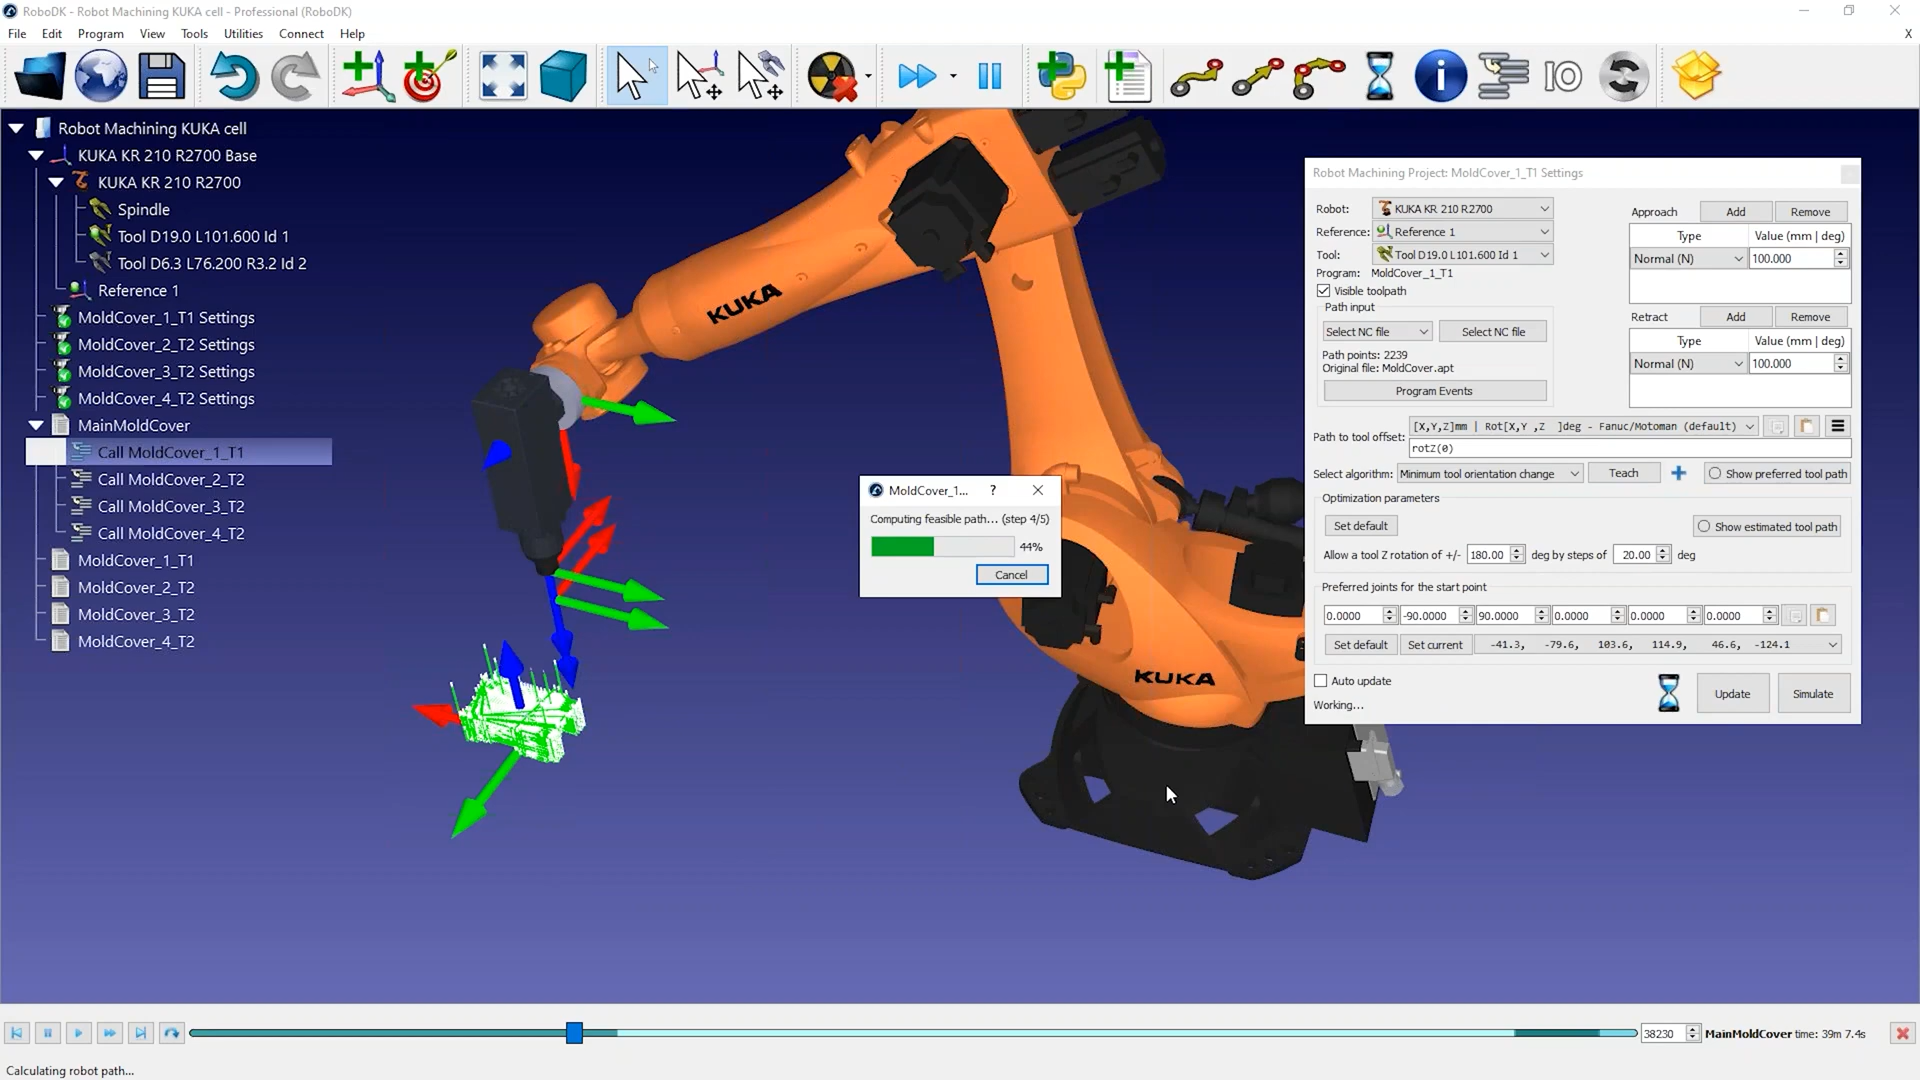 RoboDK - Robot Machining KUKA cell - Professional (RoboDK)
File Edit Program View Tools Utilities Connect Help X
IO
Robot Machining KUKA cell
KUKA KR 210 R2700 Base
KUKA KR 210 R2700
Spindle
Tool D19.0 L101.600 Id 1
Tool D6.3 L76.200 R3.2 Id 2
Reference 1
MoldCover_1_T1 Settings
MoldCover_2_T2 Settings
MoldCover_3_T2 Settings
MoldCover_4_T2 Settings
MainMoldCover
Call MoldCover_1_T1
Call MoldCover_2_T2
Call MoldCover_3_T2
Call MoldCover_4_T2
MoldCover_1_T1
MoldCover_2_T2
MoldCover_3_T2
MoldCover_4_T2
KUKA
KUKA
MoldCover_1... ?
Computing feasible path... (step 4/5)
44%
Cancel
Robot Machining Project: MoldCover_1_T1 Settings
Robot: KUKA KR 210 R2700
Reference: Reference 1
Tool: Tool D19.0 L101.600 Id 1
Program: MoldCover_1_T1
Visible toolpath
Path input
Select NC file Select NC file
Path points: 2239
Original file: MoldCover.apt
Program Events
Approach Add Remove
Type Value (mm | deg)
Normal (N) 100.000
Retract Add Remove
Type Value (mm | deg)
Normal (N) 100.000
Path to tool offset: [X,Y,Z]mm | Rot[X,Y ,Z ]deg - Fanuc/Motoman (default)
rotZ(0)
Select algorithm: Minimum tool orientation change Teach Show preferred tool path
Optimization parameters
Set default Show estimated tool path
Allow a tool Z rotation of +/- 180.00 deg by steps of 20.00 deg
Preferred joints for the start point
0.0000 -90.0000 90.0000 0.0000 0.0000 0.0000
Set default Set current -41.3, -79.6, 103.6, 114.9, 46.6, -124.1
Auto update
Working...
Update Simulate
38230 MainMoldCover time: 39m 7.4s
Calculating robot path...